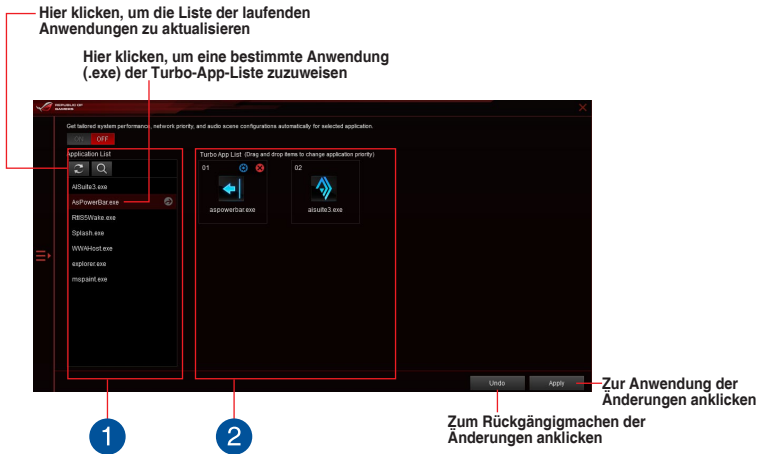 Hier klicken, um die Liste der laufenden
Anwendungen zu aktualisieren
Hier klicken, um eine bestimmte Anwendung
(.exe) der Turbo-App-Liste zuzuweisen
REPUBLIC OF
GAMERS
Get tailored system performance, network priority, and audio scene configurations automatically for selected application.
ON OFF
Application List
Turbo App List (Drag and drop items to change application priority)
01
02
AISuite3.exe
AsPowerBar.exe
RtlS5Wake.exe
Splash.exe
WWAHost.exe
explorer.exe
mspaint.exe
aspowerbar.exe
aisuite3.exe
Undo
Apply
Zur Anwendung der
Änderungen anklicken
Zum Rückgängigmachen der
Änderungen anklicken
1
2